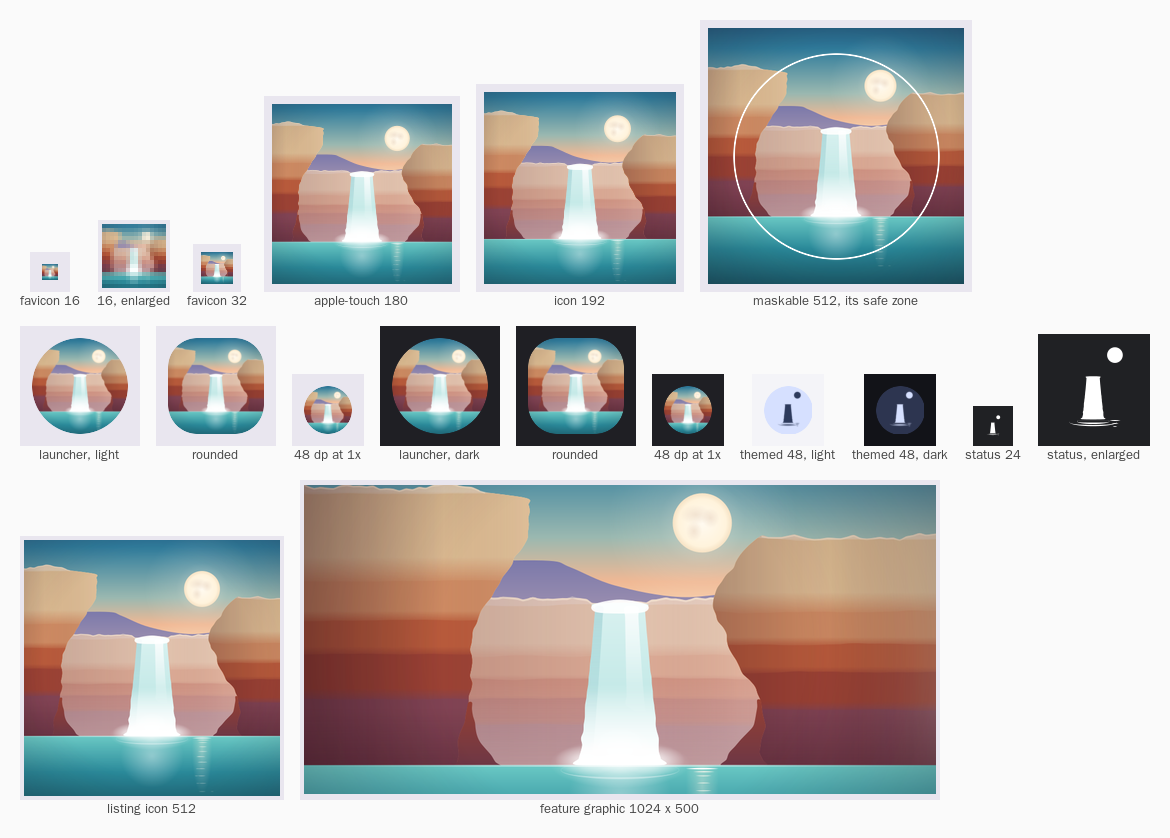 favicon 16
16, enlarged
favicon 32
apple-touch 180
icon 192
maskable 512, its safe zone
launcher, light
rounded
48 dp at 1x
launcher, dark
rounded
48 dp at 1x
themed 48, light
themed 48, dark
status 24
status, enlarged
listing icon 512
feature graphic 1024 x 500